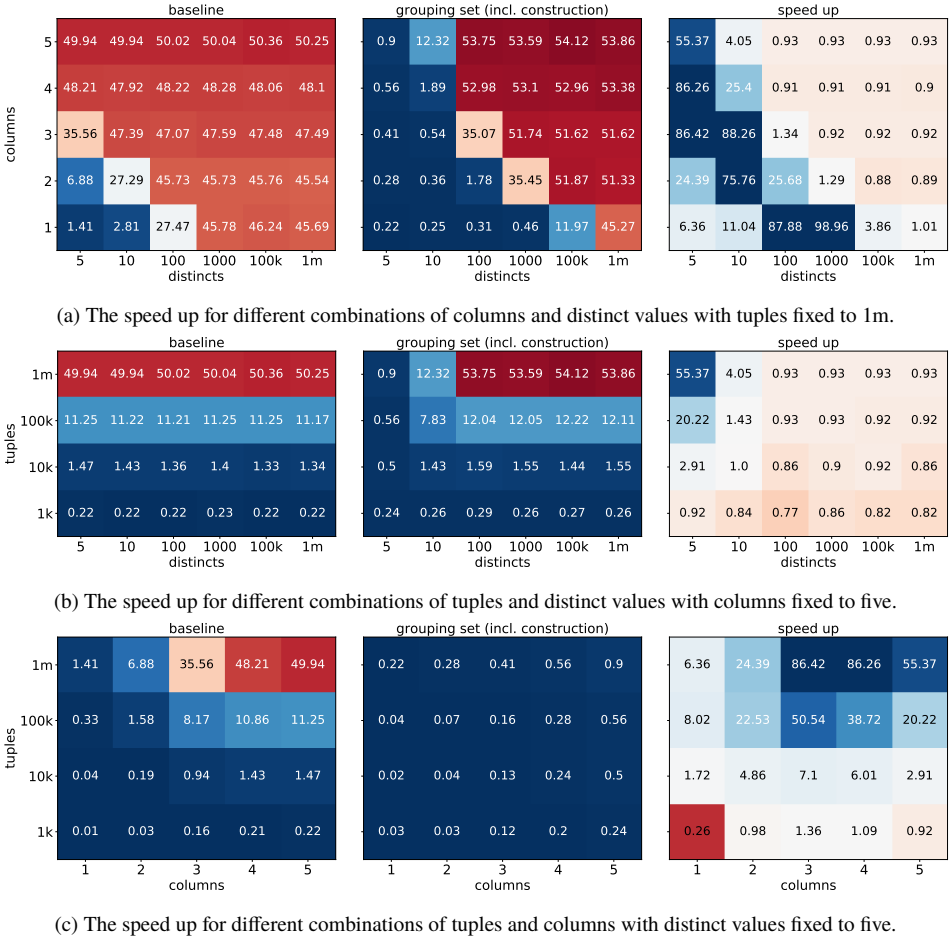 baseline grouping set (incl. construction) speed up
5 49.94 49.94 50.02 50.04 50.36 50.25 0.9 12.32 53.75 53.59 54.12 53.86 55.37 4.05 0.93 0.93 0.93 0.93
4 48.21 47.92 48.22 48.28 48.06 48.1 0.56 1.89 52.98 53.1 52.96 53.38 86.26 25.4 0.91 0.91 0.91 0.9
columns
3 35.56 47.39 47.07 47.59 47.48 47.49 0.41 0.54 35.07 51.74 51.62 51.62 86.42 88.26 1.34 0.92 0.92 0.92
2 6.88 27.29 45.73 45.73 45.76 45.54 0.28 0.36 1.78 35.45 51.87 51.33 24.39 75.76 25.68 1.29 0.88 0.89
1 1.41 2.81 27.47 45.78 46.24 45.69 0.22 0.25 0.31 0.46 11.97 45.27 6.36 11.04 87.88 98.96 3.86 1.01
5 10 100 1000 100k 1m 5 10 100 1000 100k 1m 5 10 100 1000 100k 1m
distincts distincts distincts
(a) The speed up for different combinations of columns and distinct values with tuples fixed to 1m.
baseline grouping set (incl. construction) speed up
1m 49.94 49.94 50.02 50.04 50.36 50.25 0.9 12.32 53.75 53.59 54.12 53.86 55.37 4.05 0.93 0.93 0.93 0.93
100k 11.25 11.22 11.21 11.25 11.25 11.17 0.56 7.83 12.04 12.05 12.22 12.11 20.22 1.43 0.93 0.93 0.92 0.92
tuples
10k 1.47 1.43 1.36 1.4 1.33 1.34 0.5 1.43 1.59 1.55 1.44 1.55 2.91 1.0 0.86 0.9 0.92 0.86
1k 0.22 0.22 0.22 0.23 0.22 0.22 0.24 0.26 0.29 0.26 0.27 0.26 0.92 0.84 0.77 0.86 0.82 0.82
5 10 100 1000 100k 1m 5 10 100 1000 100k 1m 5 10 100 1000 100k 1m
distincts distincts distincts
(b) The speed up for different combinations of tuples and distinct values with columns fixed to five.
baseline grouping set (incl. construction) speed up
1m 1.41 6.88 35.56 48.21 49.94 0.22 0.28 0.41 0.56 0.9 6.36 24.39 86.42 86.26 55.37
100k 0.33 1.58 8.17 10.86 11.25 0.04 0.07 0.16 0.28 0.56 8.02 22.53 50.54 38.72 20.22
tuples
10k 0.04 0.19 0.94 1.43 1.47 0.02 0.04 0.13 0.24 0.5 1.72 4.86 7.1 6.01 2.91
1k 0.01 0.03 0.16 0.21 0.22 0.03 0.03 0.12 0.2 0.24 0.26 0.98 1.36 1.09 0.92
1 2 3 4 5 1 2 3 4 5 1 2 3 4 5
columns columns columns
(c) The speed up for different combinations of tuples and columns with distinct values fixed to five.